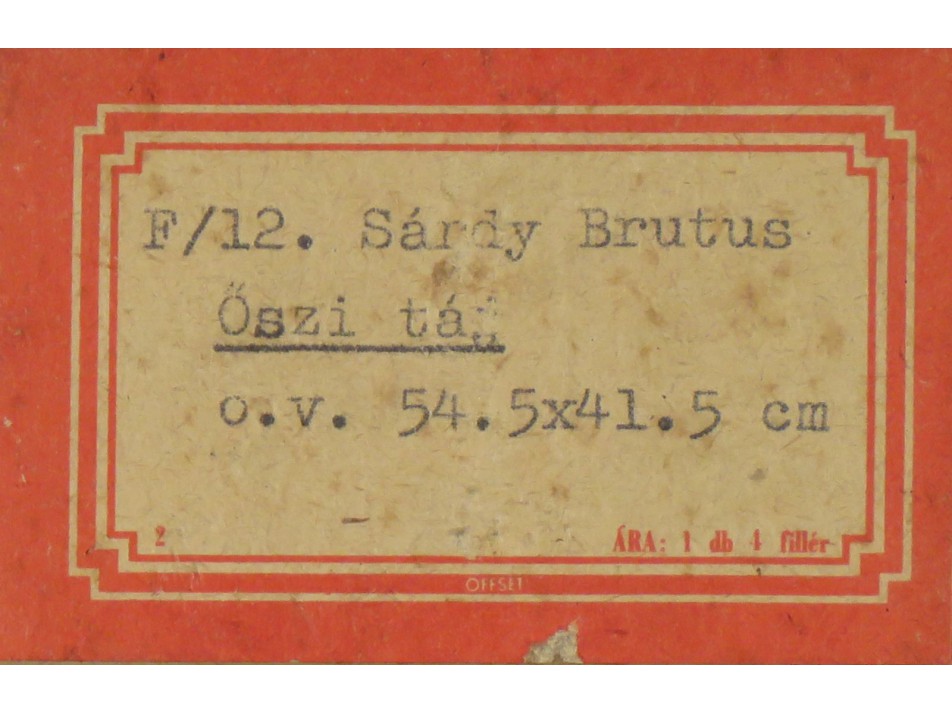 F/12. Sárdy Brutus
Őszi táj
o.v. 54.5x41.5 cm
2
ÁRA: 1 db 4 fillér
OFFSET